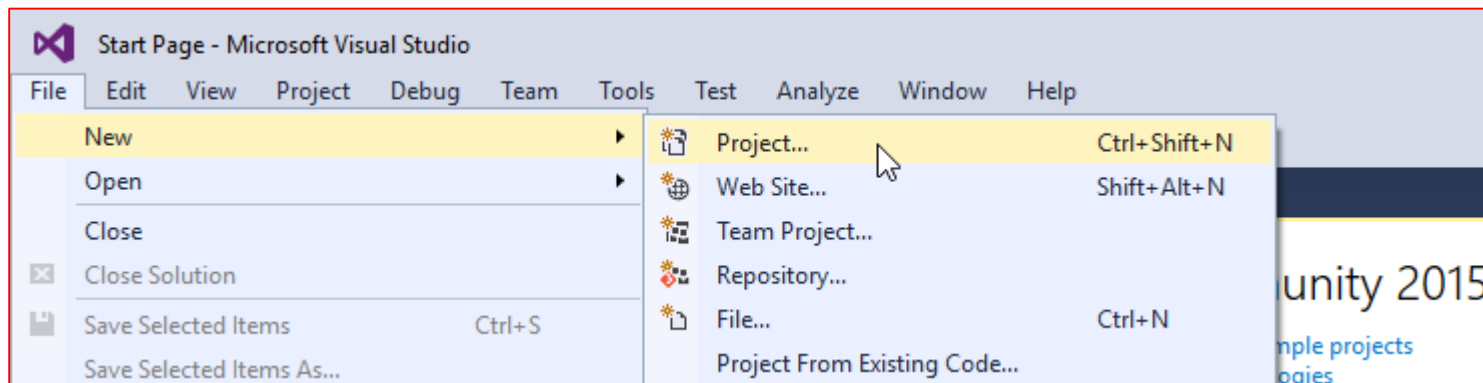 Start Page - Microsoft Visual Studio
File Edit View Project Debug Team Tools Test Analyze Window Help
New
Open
Close
Close Solution
Save Selected Items Ctrl+S
Save Selected Items As...
Project... Ctrl+Shift+N
Web Site... Shift+Alt+N
Team Project...
Repository...
File... Ctrl+N
Project From Existing Code...
unity 2015
mple projects
ogies